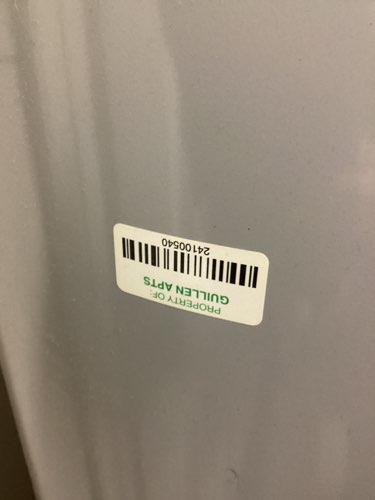 PROPERTY OF:
GUILLEN APTS
24100540